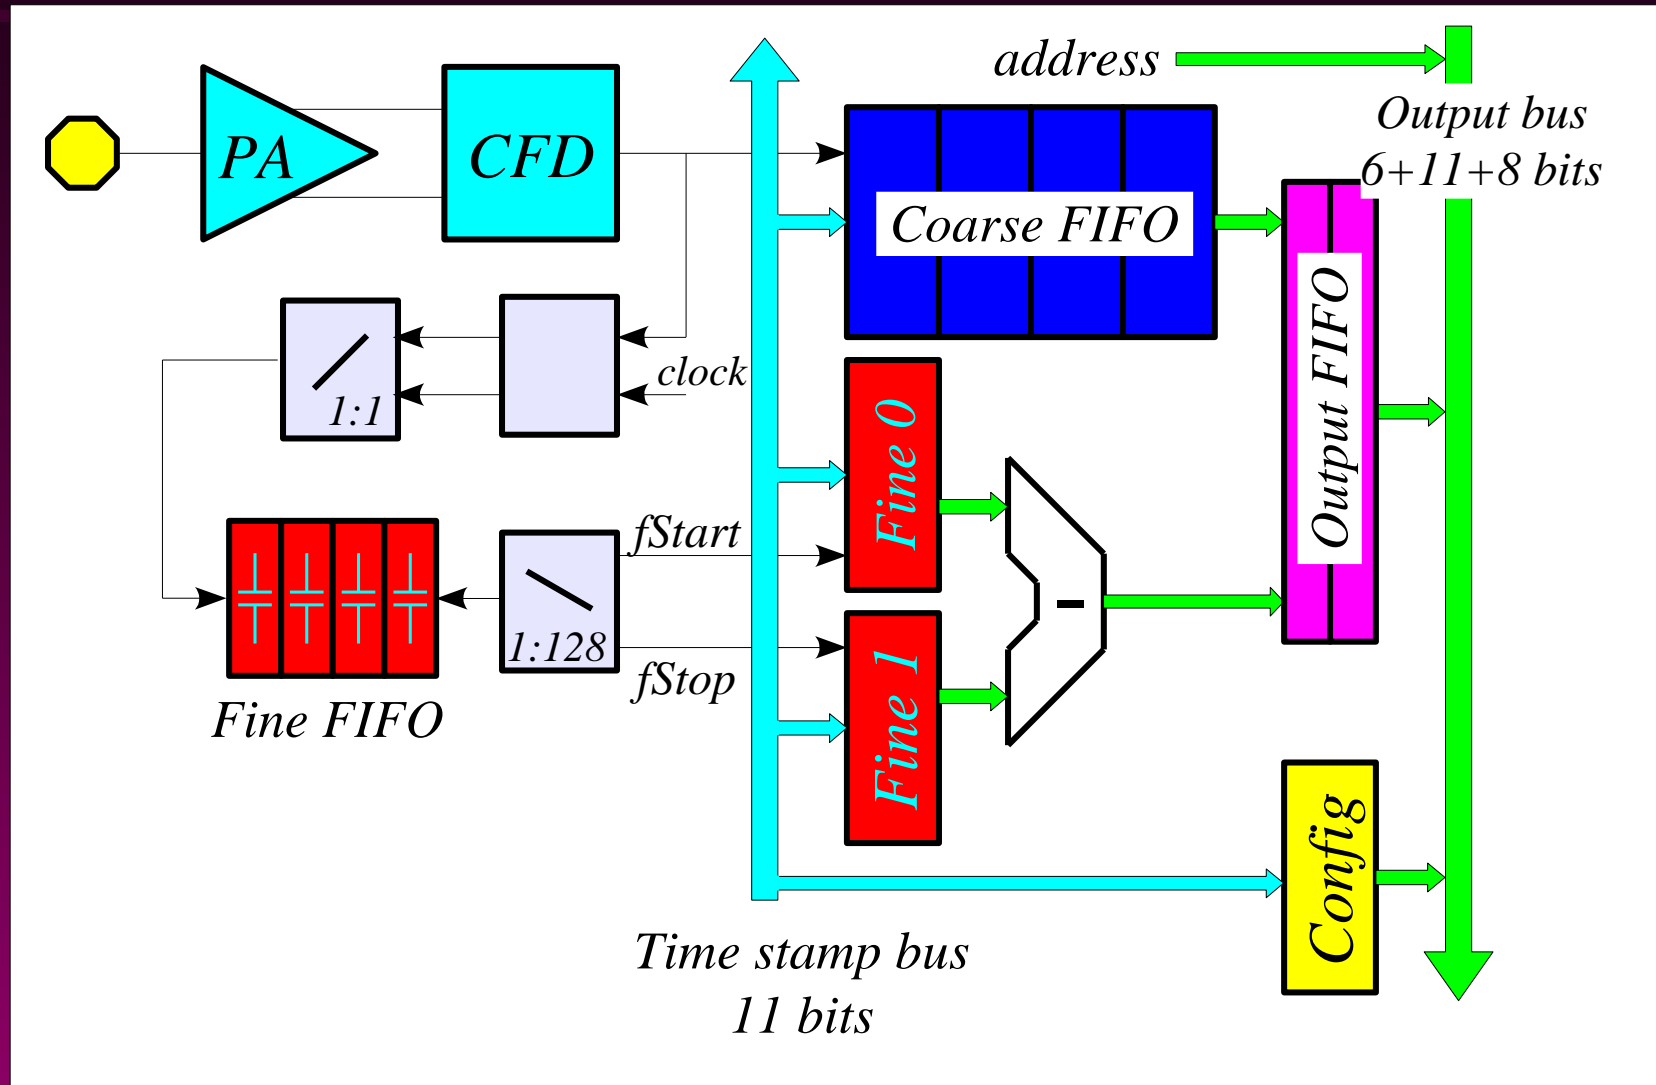 address
Output bus
6+11+8 bits
PA
CFD
Coarse FIFO
Output FIFO
clock
1:1
Fine 0
fStart
1:128
fStop
Fine FIFO
Fine 1
-
Config
Time stamp bus
11 bits